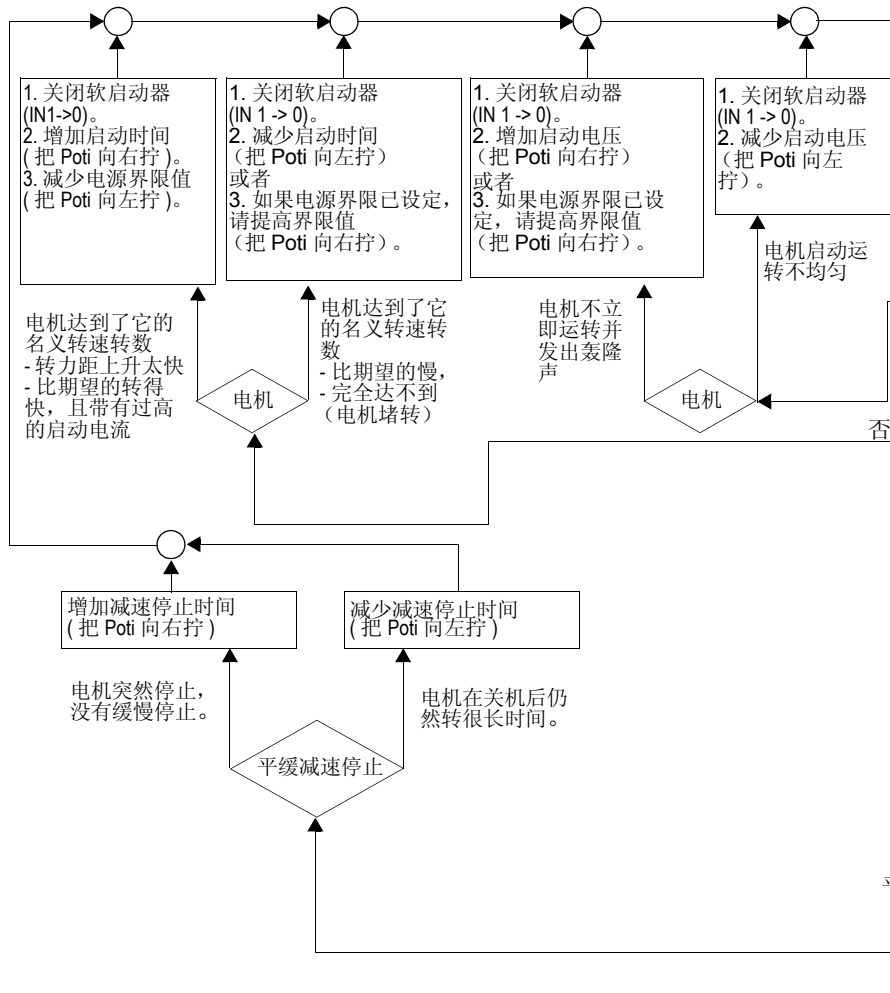 1. 关闭软启动器
(IN1->0)。
2. 增加启动时间
( 把 Poti 向右拧 )。
3. 减少电源界限值
( 把 Poti 向左拧 )。
1. 关闭软启动器
(IN 1 -> 0)。
2. 减少启动时间
（把 Poti 向左拧）
或者
3. 如果电源界限已设定，
请提高界限值
（把 Poti 向右拧）。
1. 关闭软启动器
(IN 1 -> 0)。
2. 增加启动电压
（把 Poti 向右拧）
或者
3. 如果电源界限已设
定，请提高界限值
（把 Poti 向右拧）。
1. 关闭软启动器
(IN 1 -> 0)。
2. 减少启动电压
（把 Poti 向左
拧）。
电机达到了它的
名义转速转数
- 转力距上升太快
- 比期望的转得
快，且带有过高
的启动电流
电机
电机达到了它
的名义转速转
数
- 比期望的慢，
- 完全达不到
（电机堵转）
电机不立
即运转并
发出轰隆
声
电机
电机启动运
转不均匀
否
增加减速停止时间
( 把 Poti 向右拧 )
减少减速停止时间
( 把 Poti 向左拧 )
电机突然停止，
没有缓慢停止。
电机在关机后仍
然转很长时间。
平缓减速停止